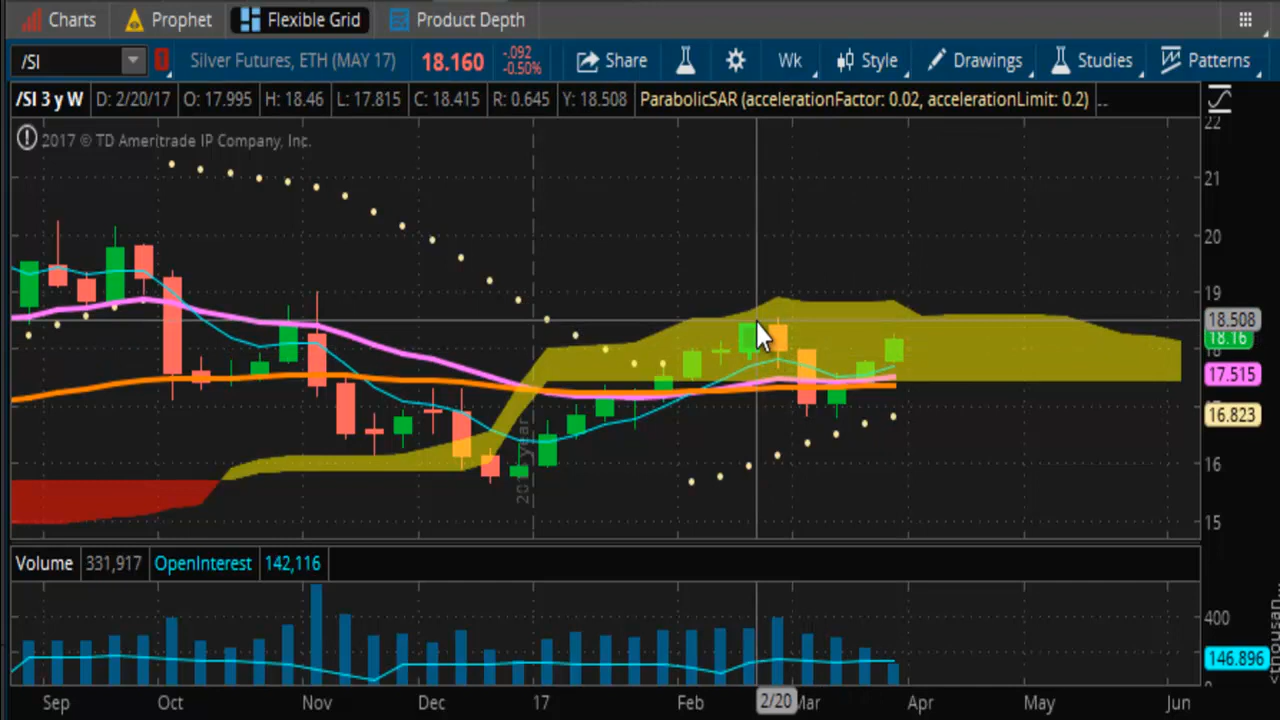 Charts Prophet Flexible Grid Product Depth
/SI Silver Futures, ETH (MAY 17) 18.160 -.092 -0.50% Share Wk Style Drawings Studies Patterns
/SI 3 y W D: 2/20/17 O: 17.995 H: 18.46 L: 17.815 C: 18.415 R: 0.645 Y: 18.508 ParabolicSAR (accelerationFactor: 0.02, accelerationLimit: 0.2) ...
2017 © TD Ameritrade IP Company, Inc.
22
21
20
19
18.508
18.16
18
17.515
16.823
16
15
year
Volume 331,917 OpenInterest 142,116
400
146.896
0
<thousan...
Sep Oct Nov Dec 17 Feb 2/20 Mar Apr May Jun